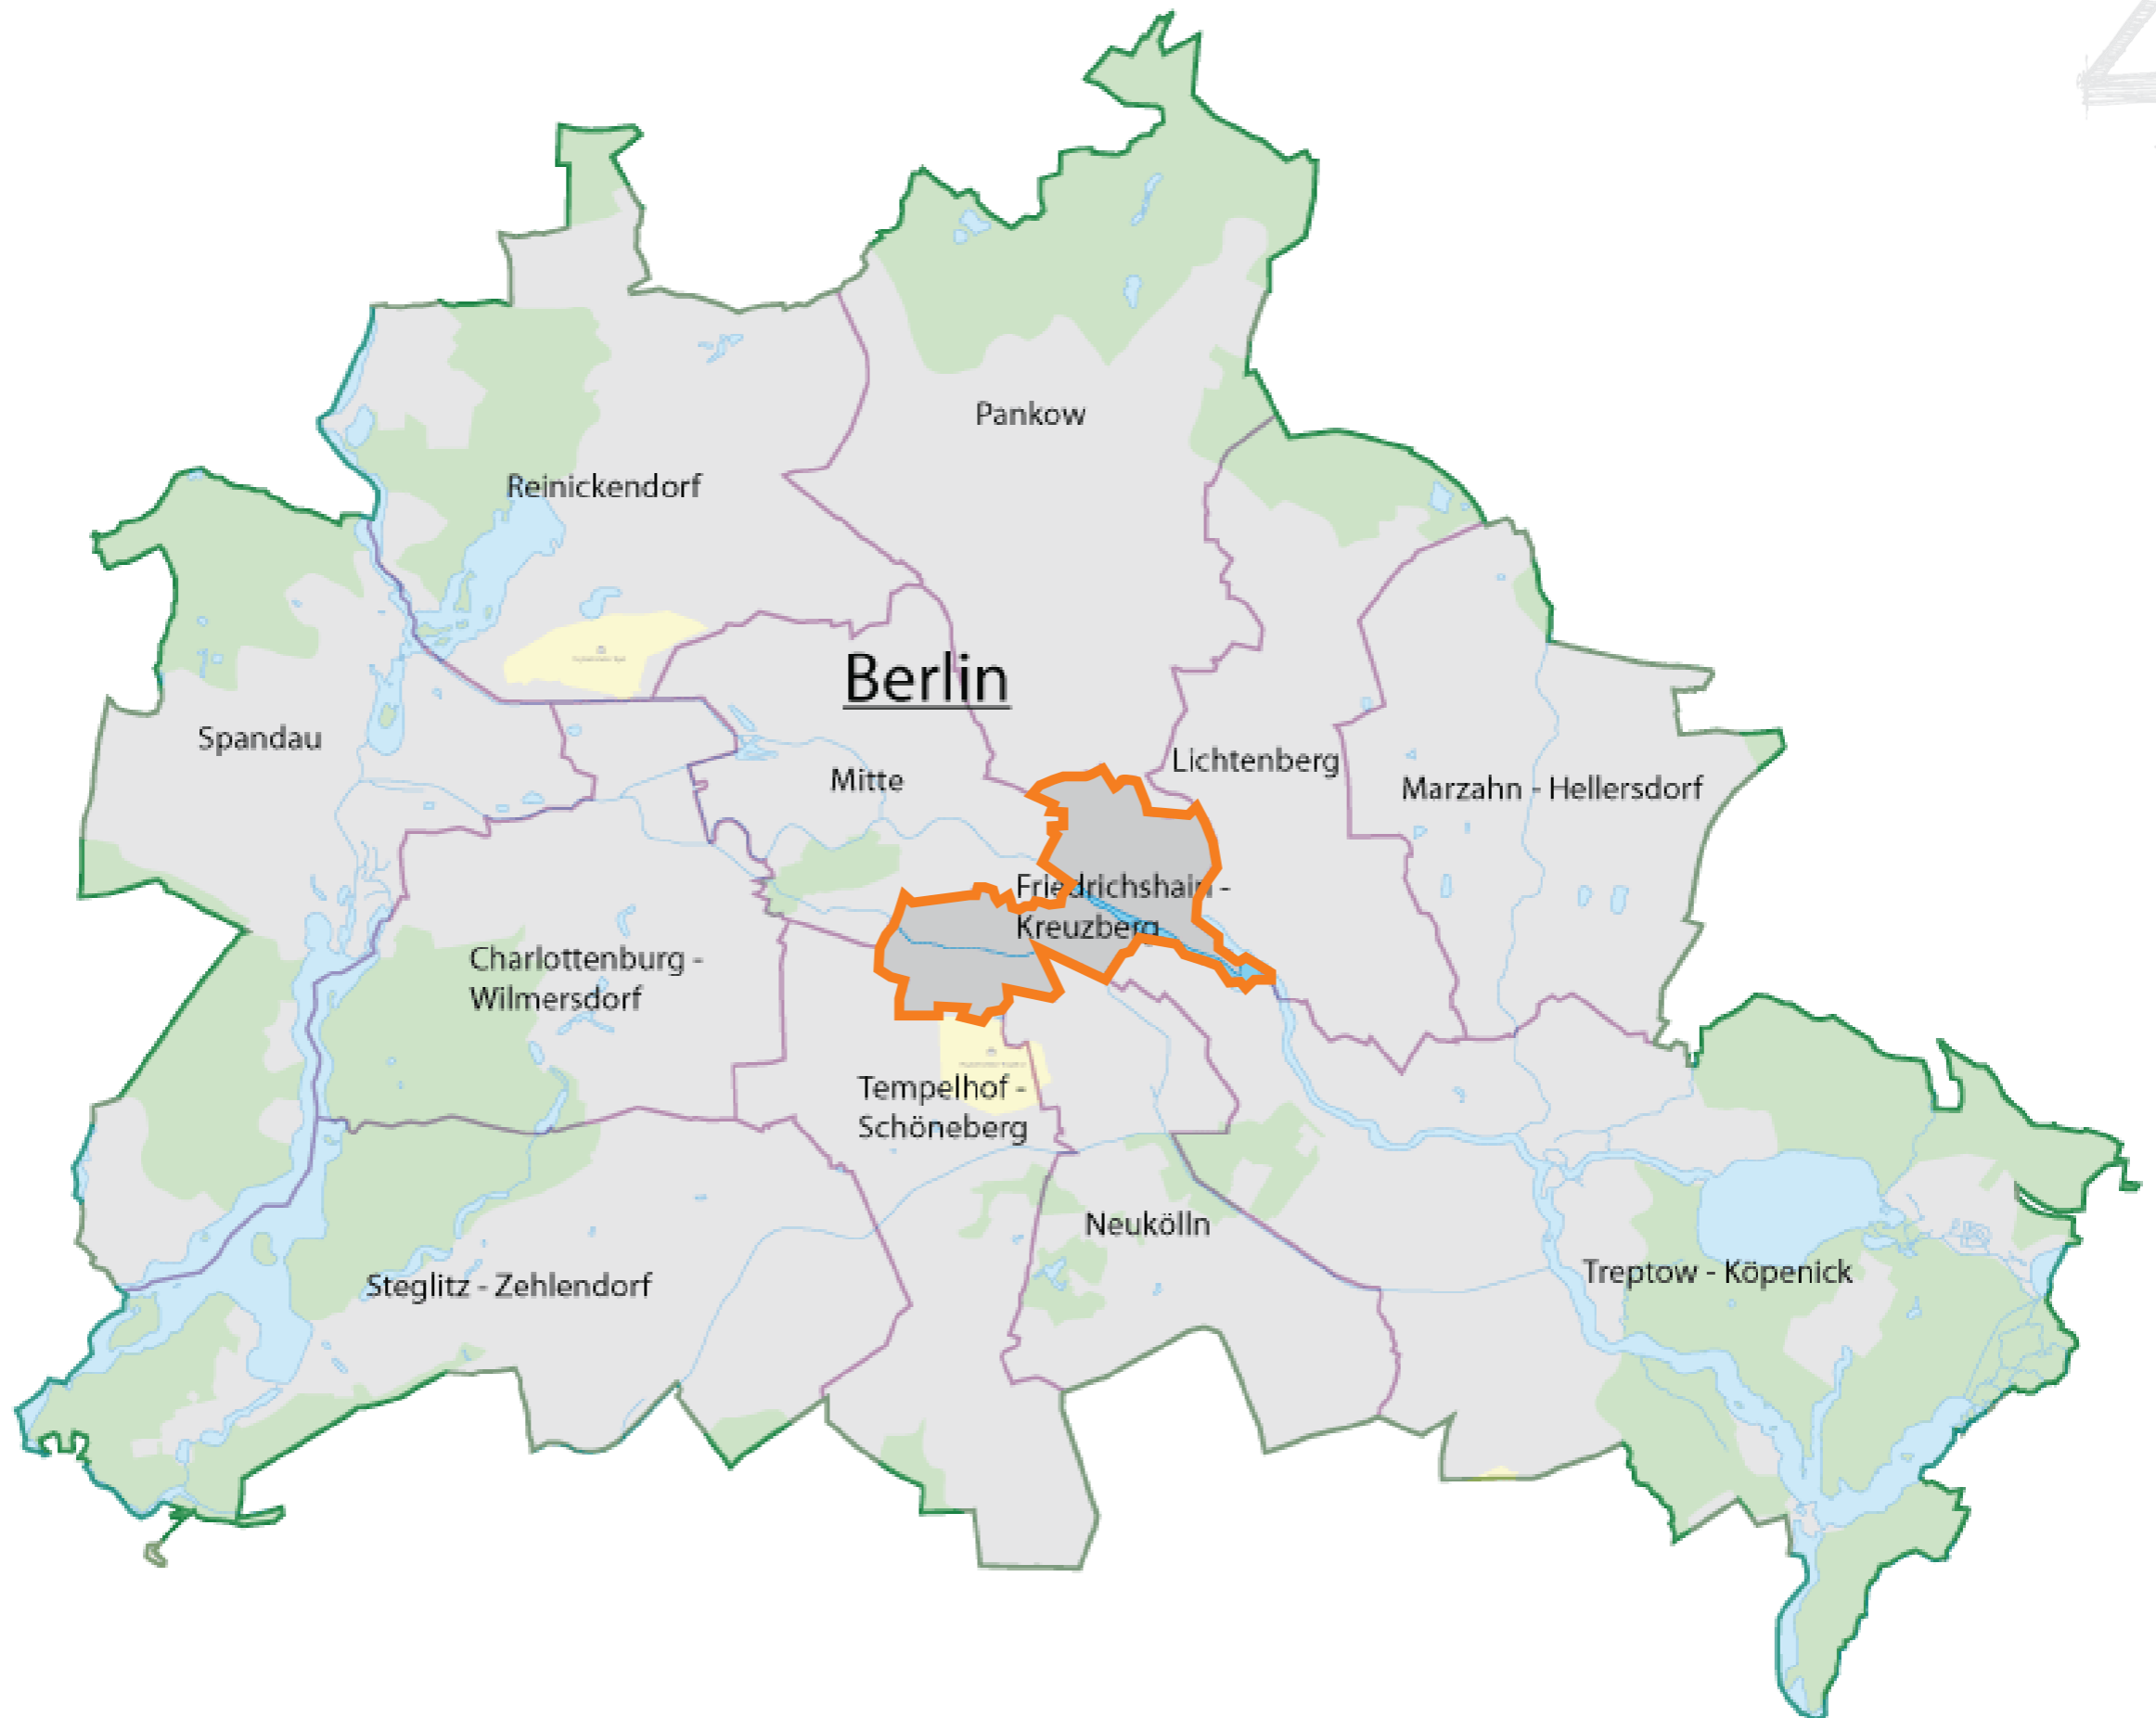 Pankow
Reinickendorf
Berlin
Spandau
Mitte
Lichtenberg
Marzahn - Hellersdorf
Friedrichshain -
Kreuzberg
Charlottenburg -
Wilmersdorf
Tempelhof -
Schöneberg
Neukölln
Treptow - Köpenick
Steglitz - Zehlendorf